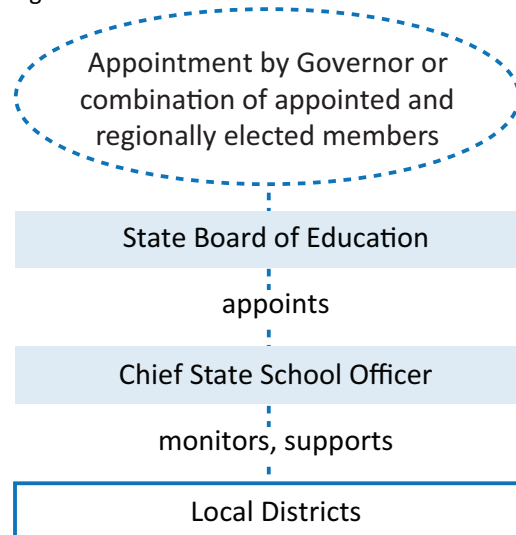 Appointment by Governor or
combination of appointed and
regionally elected members
State Board of Education
appoints
Chief State School Officer
monitors, supports
Local Districts